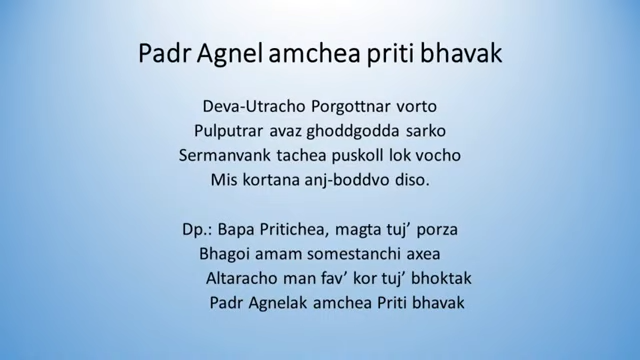 Padr Agnel amchea priti bhavak
Deva-Utracho Porgottnar vorto
Pulputrar avaz ghoddgodda sarko
Sermanvank tachea puskoll lok vocho
Mis kortana anj-boddvo diso.
Dp.: Bapa Pritichea, magta tuj’ porza
Bhagoi amam somestanchi axea
Altaracho man fav’ kor tuj’ bhoktak
Padr Agnelak amchea Priti bhavak